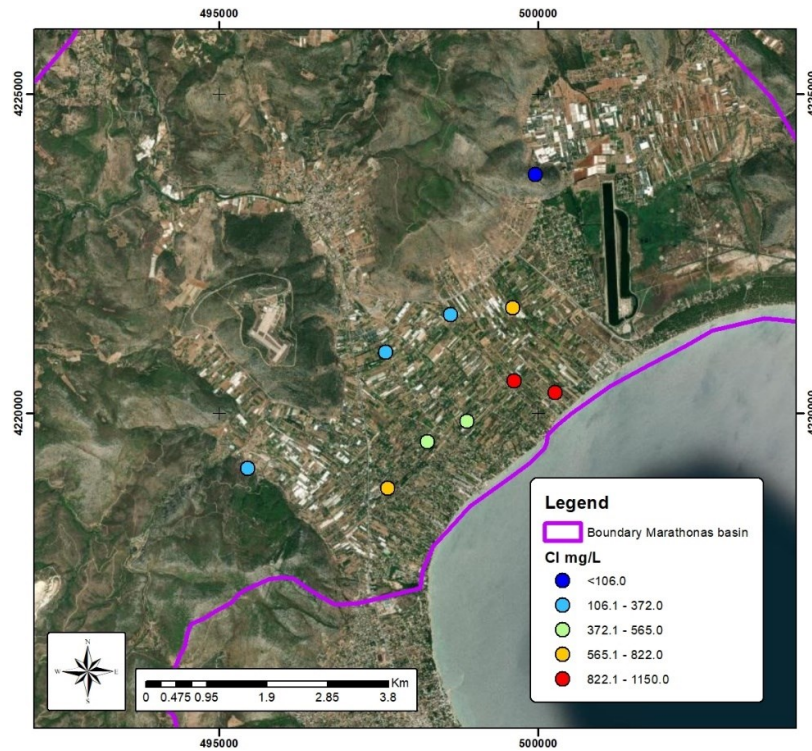 495000
500000
4225000
4225000
4220000
4220000
Legend
Boundary Marathonas basin
Cl mg/L
<106.0
106.1 - 372.0
372.1 - 565.0
565.1 - 822.0
822.1 - 1150.0
N
W
E
S
Km
0 0.475 0.95 1.9 2.85 3.8
495000
500000